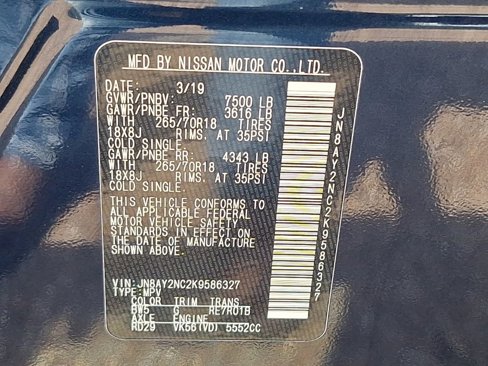 MFD BY NISSAN MOTOR CO.,LTD.
DATE: 3/19
GVWR/PNBV: 7500 LB
GAWR/PNBE FR: 3616 LB
WITH 265/70R18 TIRES
18X8J RIMS. AT 35PSI
COLD SINGLE.
GAWR/PNBE RR: 4343 LB
WITH 265/70R18 TIRES
18X8J RIMS. AT 35PSI
COLD SINGLE.
THIS VEHICLE CONFORMS TO
ALL APPLICABLE FEDERAL
MOTOR VEHICLE SAFETY
STANDARDS IN EFFECT ON
THE DATE OF MANUFACTURE
SHOWN ABOVE.
VIN: JN8AY2NC2K9586327
TYPE: MPV
COLOR TRIM TRANS
BW5 G RE7R01B
AXLE ENGINE
RD29 VK56(VD) 5552CC
JN8AY2NC2K9586327